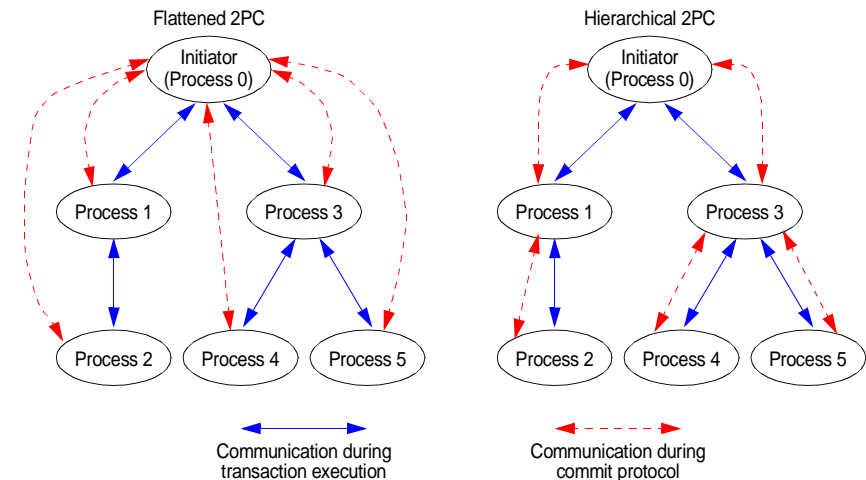 Flattened 2PC
Initiator
(Process 0)
Process 1
Process 3
Process 2
Process 4
Process 5
Hierarchical 2PC
Initiator
(Process 0)
Process 1
Process 3
Process 2
Process 4
Process 5
Communication during
transaction execution
Communication during
commit protocol